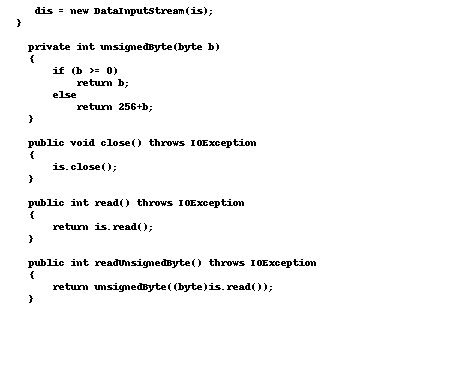 dis = new DataInputStream(is);
}
private int unsignedByte(byte b)
{
if (b >= 0)
return b;
else
return 256+b;
}
public void close() throws IOException
{
is.close();
}
public int read() throws IOException
{
return is.read();
}
public int readUnsignedByte() throws IOException
{
return unsignedByte((byte)is.read());
}